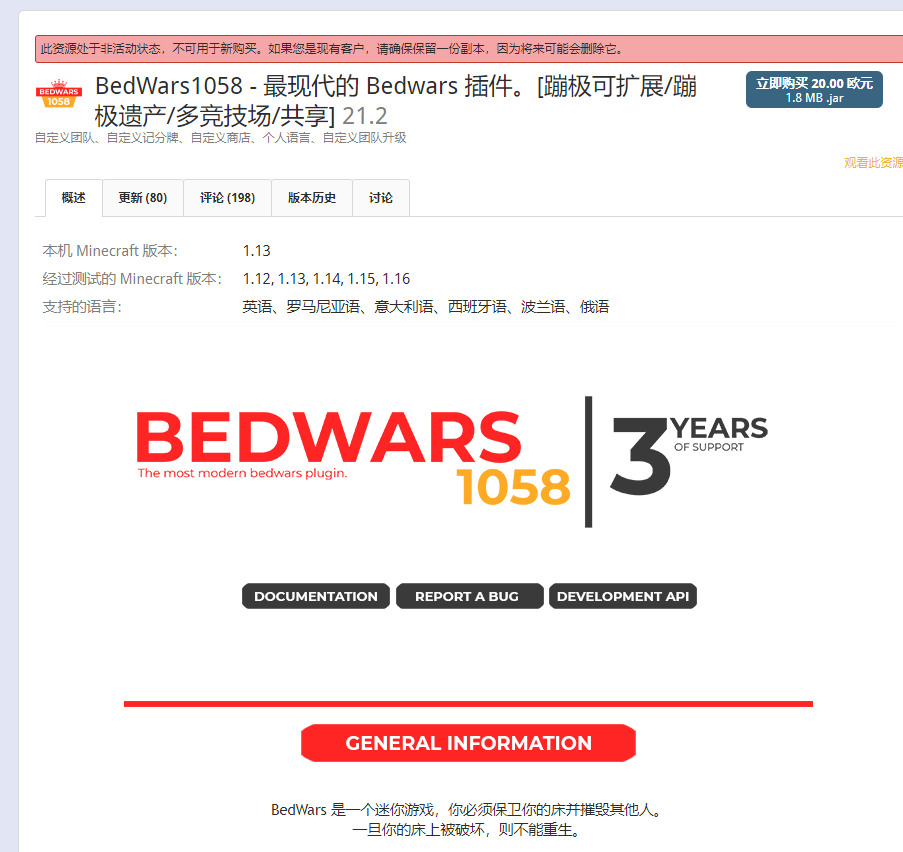 此资源处于非活动状态，不可用于新购买。如果您是现有客户，请确保保留一份副本，因为将来可能会删除它。
BEDWARS
1058
BedWars1058 - 最现代的 Bedwars 插件。[蹦极可扩展/蹦
极遗产/多竞技场/共享] 21.2
立即购买 20.00 欧元
1.8 MB .jar
自定义团队、自定义记分牌、自定义商店、个人语言、自定义团队升级
观看此资源
概述 更新 (80) 评论 (198) 版本历史 讨论
本机 Minecraft 版本： 1.13
经过测试的 Minecraft 版本： 1.12, 1.13, 1.14, 1.15, 1.16
支持的语言： 英语、罗马尼亚语、意大利语、西班牙语、波兰语、俄语
BEDWARS
The most modern bedwars plugin.
1058
3 YEARS
OF SUPPORT
DOCUMENTATION REPORT A BUG DEVELOPMENT API
GENERAL INFORMATION
BedWars 是一个迷你游戏，你必须保卫你的床并摧毁其他人。
一旦你的床上被破坏，则不能重生。